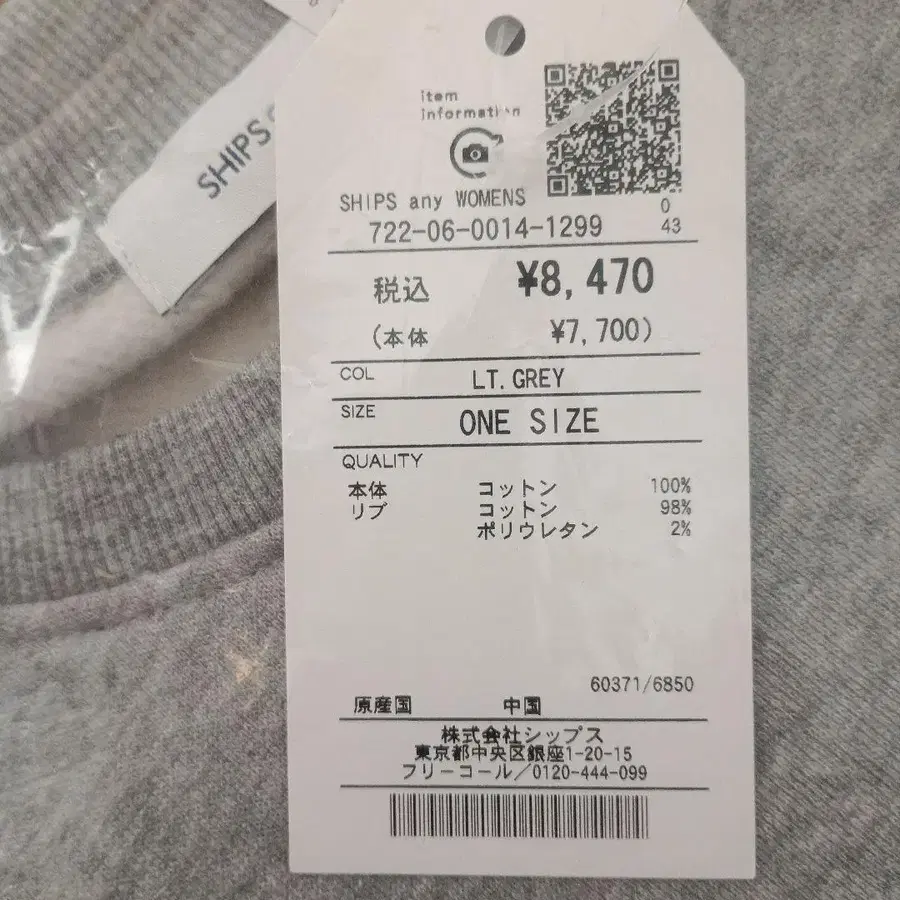 SHIPS
item
information
SHIPS any WOMENS
0
722-06-0014-1299
43
税込 ¥8,470
(本体 ¥7,700)
COL LT.GREY
SIZE ONE SIZE
QUALITY
本体 コットン 100%
リブ コットン 98%
ポリウレタン 2%
60371/6850
原産国 中国
株式会社シップス
東京都中央区銀座1-20-15
フリーコール/0120-444-099